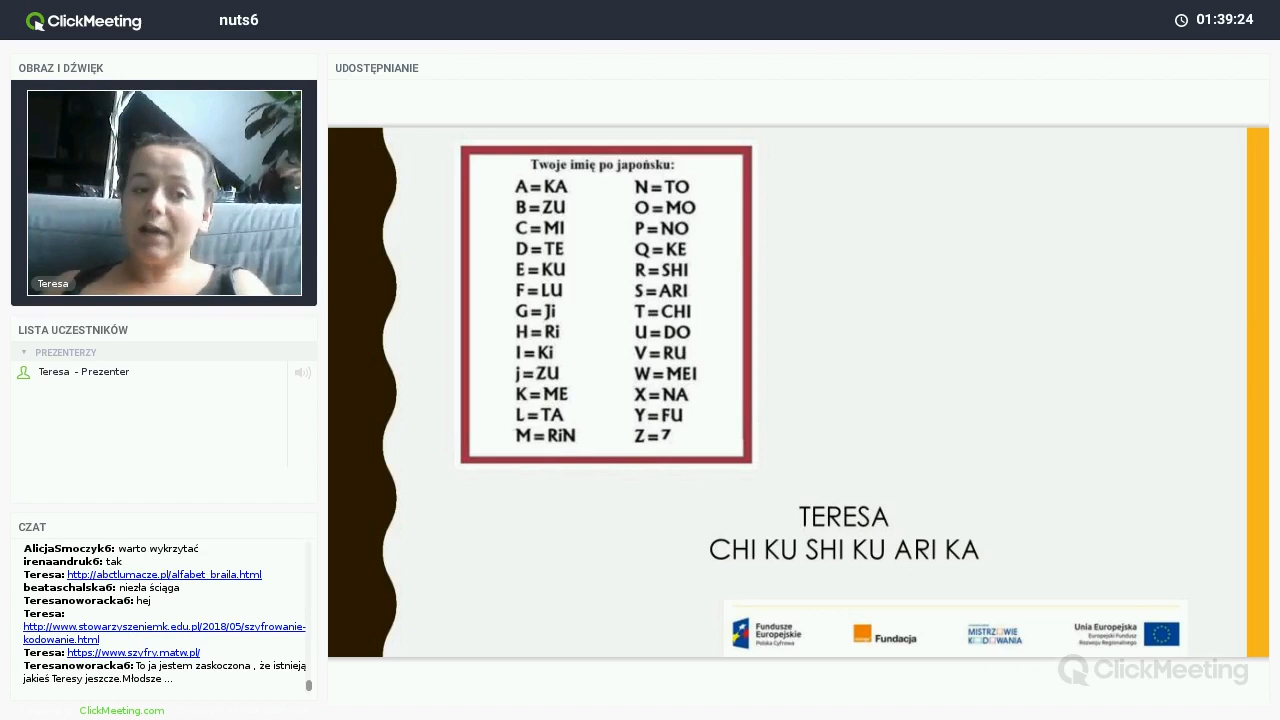 ClickMeeting
nuts6
01:39:24
OBRAZ I DŹWIĘK
Teresa
LISTA UCZESTNIKÓW
PREZENTERZY
Teresa - Prezenter
CZAT
AlicjaSmoczyk6: warto wykrzytać
irenaandruk6: tak
Teresa: http://abctlumacze.pl/alfabet_braila.html
beataschalska6: niezła ściąga
Teresanoworacka6: hej
Teresa:
http://www.stowarzyszeniemk.edu.pl/2018/05/szyfrowanie-
kodowanie.html
Teresa: https://www.szyfry.matw.pl/
Teresanoworacka6: To ja jestem zaskoczona , że istnieją
jakieś Teresy jeszcze.Młodsze ...
ClickMeeting.com
UDOSTĘPNIANIE
Twoje imię po japońsku:
A=KA
B=ZU
C=MI
D=TE
E=KU
F=LU
G=Ji
H=Ri
I=Ki
j=ZU
K=ME
L=TA
M=RiN
N=TO
O=MO
P=NO
Q=KE
R=SHI
S=ARI
T=CHI
U=DO
V=RU
W=MEI
X=NA
Y=FU
Z=7
TERESA
CHI KU SHI KU ARI KA
Fundusze
Europejskie
Polska Cyfrowa
Fundacja
MISTRZOWIE
KODOWANIA
Unia Europejska
Europejski Fundusz
Rozwoju Regionalnego
ClickMeeting